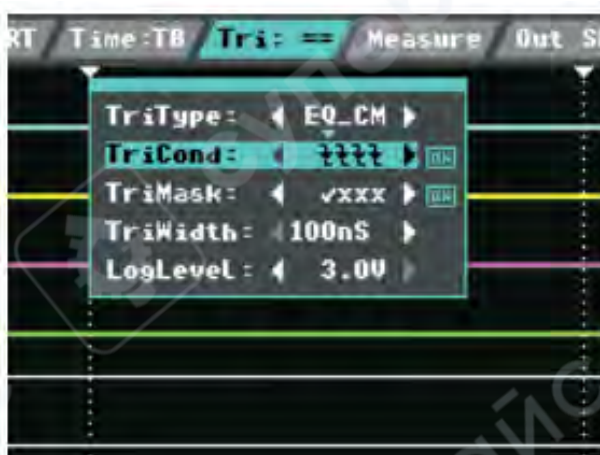 RT Time:TB Tri: == Measure Out
TriType: EQ_CM
TriCond:
TriMask: ✓xxx
TriWidth: 100nS
LogLevel: 3.0V